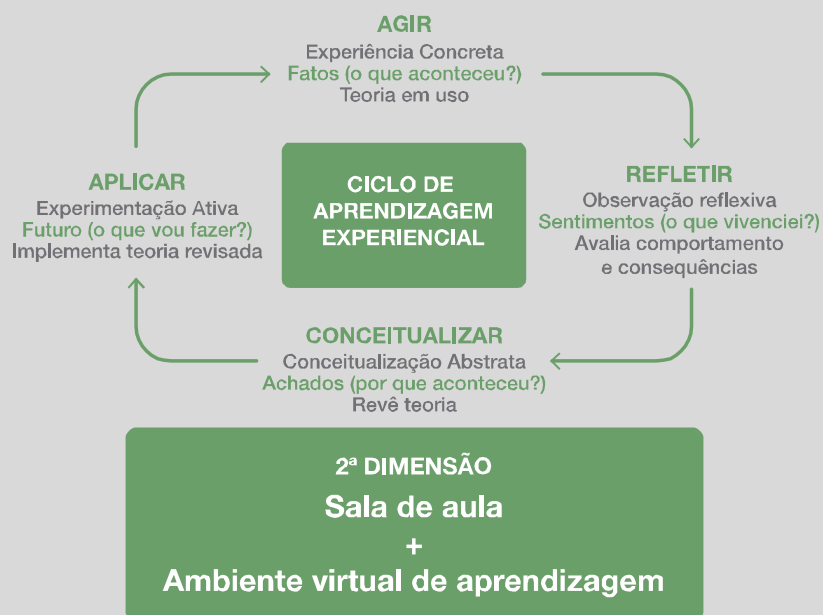 AGIR
Experiência Concreta
Fatos (o que aconteceu?)
Teoria em uso
REFLETIR
Observação reflexiva
Sentimentos (o que vivenciei?)
Avalia comportamento
e consequências
CONCEITUALIZAR
Conceitualização Abstrata
Achados (por que aconteceu?)
Revê teoria
APLICAR
Experimentação Ativa
Futuro (o que vou fazer?)
Implementa teoria revisada
CICLO DE
APRENDIZAGEM
EXPERIENCIAL
2ª DIMENSÃO
Sala de aula
+
Ambiente virtual de aprendizagem